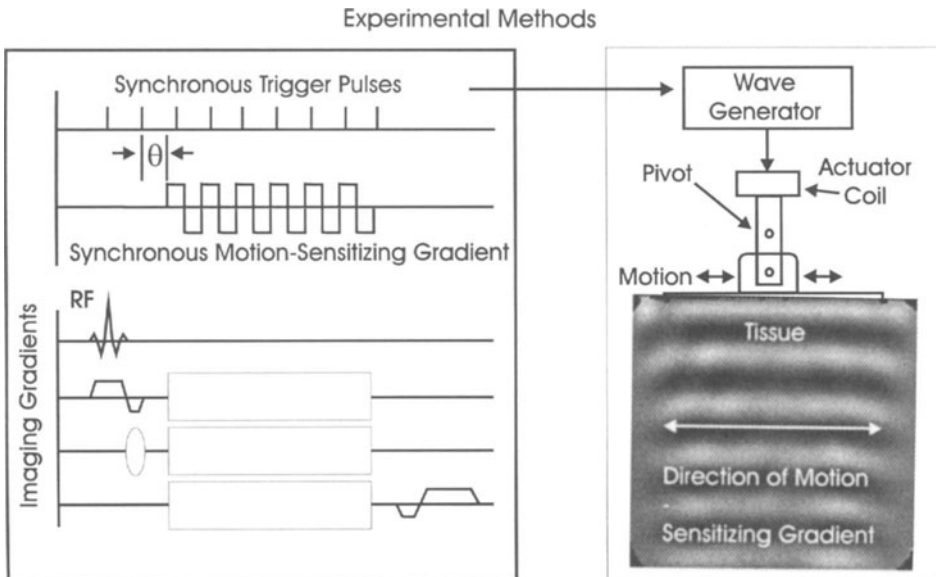 Experimental Methods
Synchronous Trigger Pulses
θ
Synchronous Motion-Sensitizing Gradient
RF
Imaging Gradients
Wave
Generator
Pivot
Actuator
Coil
Motion
Tissue
Direction of Motion
Sensitizing Gradient